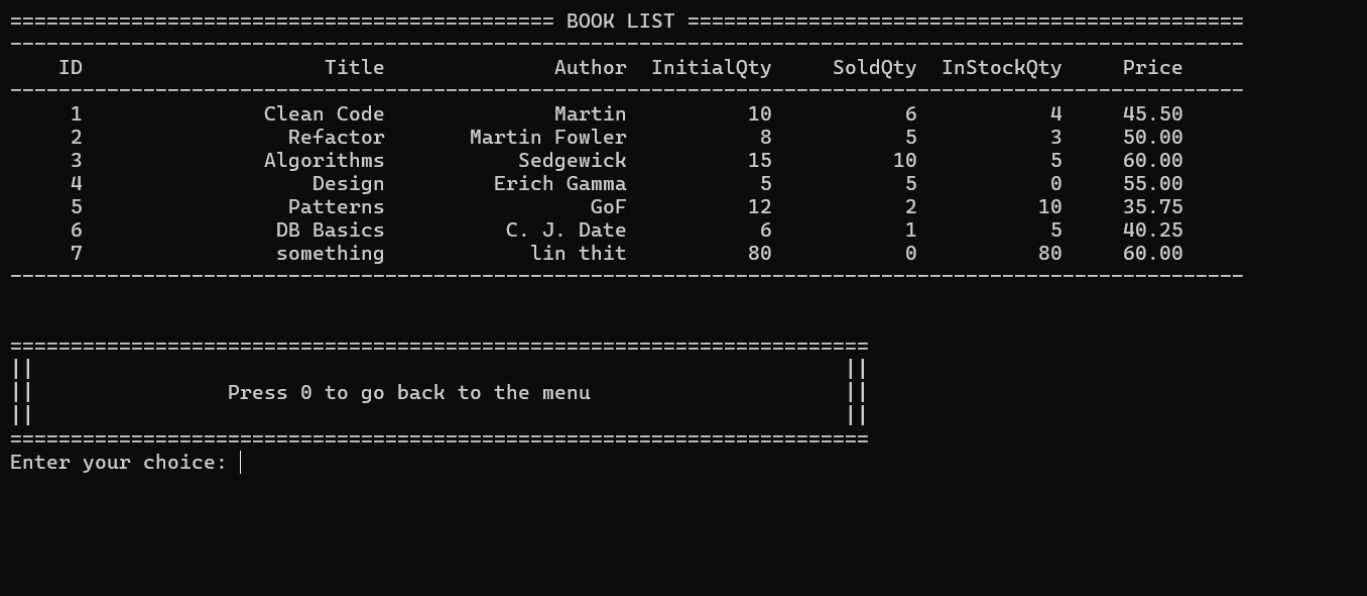 ============================================= BOOK LIST ==============================================
------------------------------------------------------------------------------------------------------
    ID                    Title              Author  InitialQty     SoldQty  InStockQty     Price
------------------------------------------------------------------------------------------------------
     1               Clean Code              Martin          10           6           4     45.50
     2                 Refactor       Martin Fowler           8           5           3     50.00
     3               Algorithms           Sedgewick          15          10           5     60.00
     4                   Design         Erich Gamma           5           5           0     55.00
     5                 Patterns                 GoF          12           2          10     35.75
     6                DB Basics          C. J. Date           6           1           5     40.25
     7                something            lin thit          80           0          80     60.00
------------------------------------------------------------------------------------------------------
=======================================================================
||                                                                   ||
||                Press 0 to go back to the menu                     ||
||                                                                   ||
=======================================================================
Enter your choice: